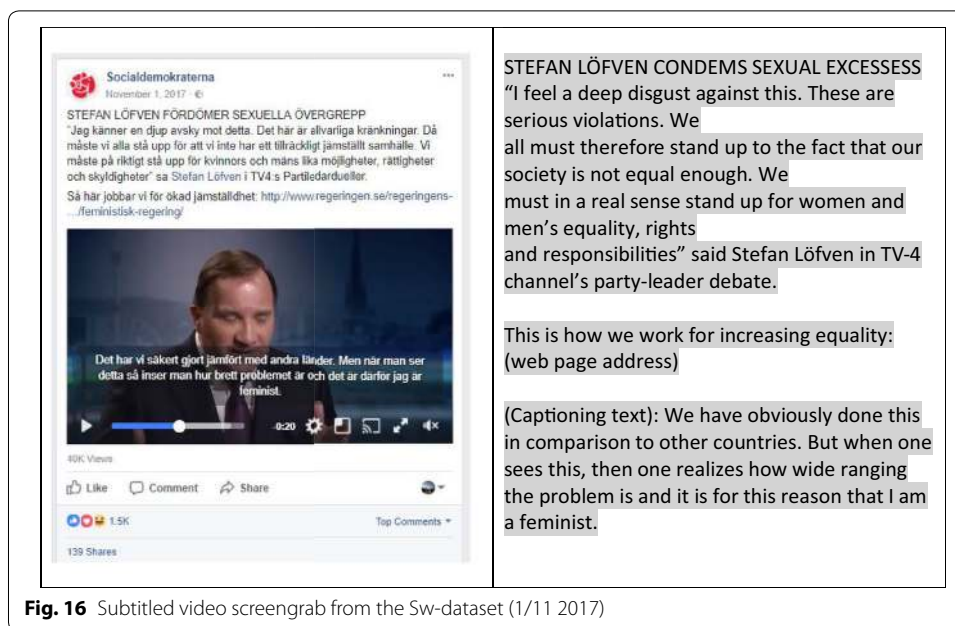 Socialdemokraterna
November 1, 2017 ·
STEFAN LÖFVEN FÖRDÖMER SEXUELLA ÖVERGREPP
"Jag känner en djup avsky mot detta. Det här är allvarliga kränkningar. Då
måste vi alla stå upp för att vi inte har ett tillräckligt jämställt samhälle. Vi
måste på riktigt stå upp för kvinnors och mäns lika möjligheter, rättigheter
och skyldigheter" sa Stefan Löfven i TV4:s Partiledardueller.
Så här jobbar vi för ökad jämställdhet: http://www.regeringen.se/regeringens-
.../feministisk-regering/
Det har vi säkert gjort jämfört med andra länder. Men när man ser
detta så inser man hur brett problemet är och det är därför jag är
feminist.
-0:20
40K Views
Like Comment Share
1.5K Top Comments
139 Shares
STEFAN LÖFVEN CONDEMS SEXUAL EXCESSESS
“I feel a deep disgust against this. These are
serious violations. We
all must therefore stand up to the fact that our
society is not equal enough. We
must in a real sense stand up for women and
men’s equality, rights
and responsibilities” said Stefan Löfven in TV-4
channel’s party-leader debate.
This is how we work for increasing equality:
(web page address)
(Captioning text): We have obviously done this
in comparison to other countries. But when one
sees this, then one realizes how wide ranging
the problem is and it is for this reason that I am
a feminist.
Fig. 16 Subtitled video screengrab from the Sw-dataset (1/11 2017)